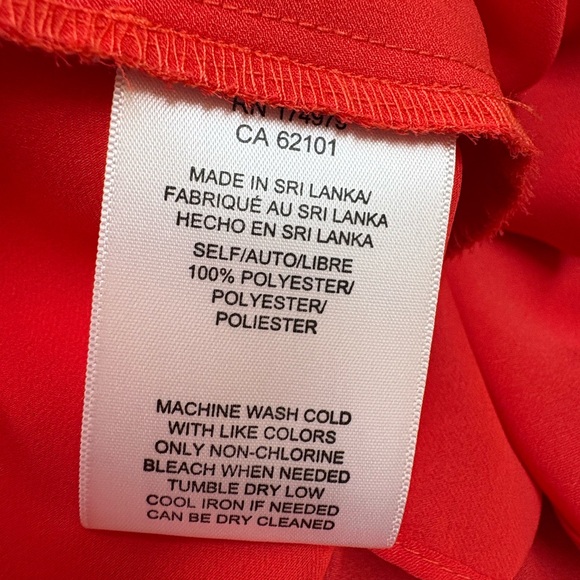 RN 174975
CA 62101
MADE IN SRI LANKA/
FABRIQUÉ AU SRI LANKA
HECHO EN SRI LANKA
SELF/AUTO/LIBRE
100% POLYESTER/
POLYESTER/
POLIESTER
MACHINE WASH COLD
WITH LIKE COLORS
ONLY NON-CHLORINE
BLEACH WHEN NEEDED
TUMBLE DRY LOW
COOL IRON IF NEEDED
CAN BE DRY CLEANED